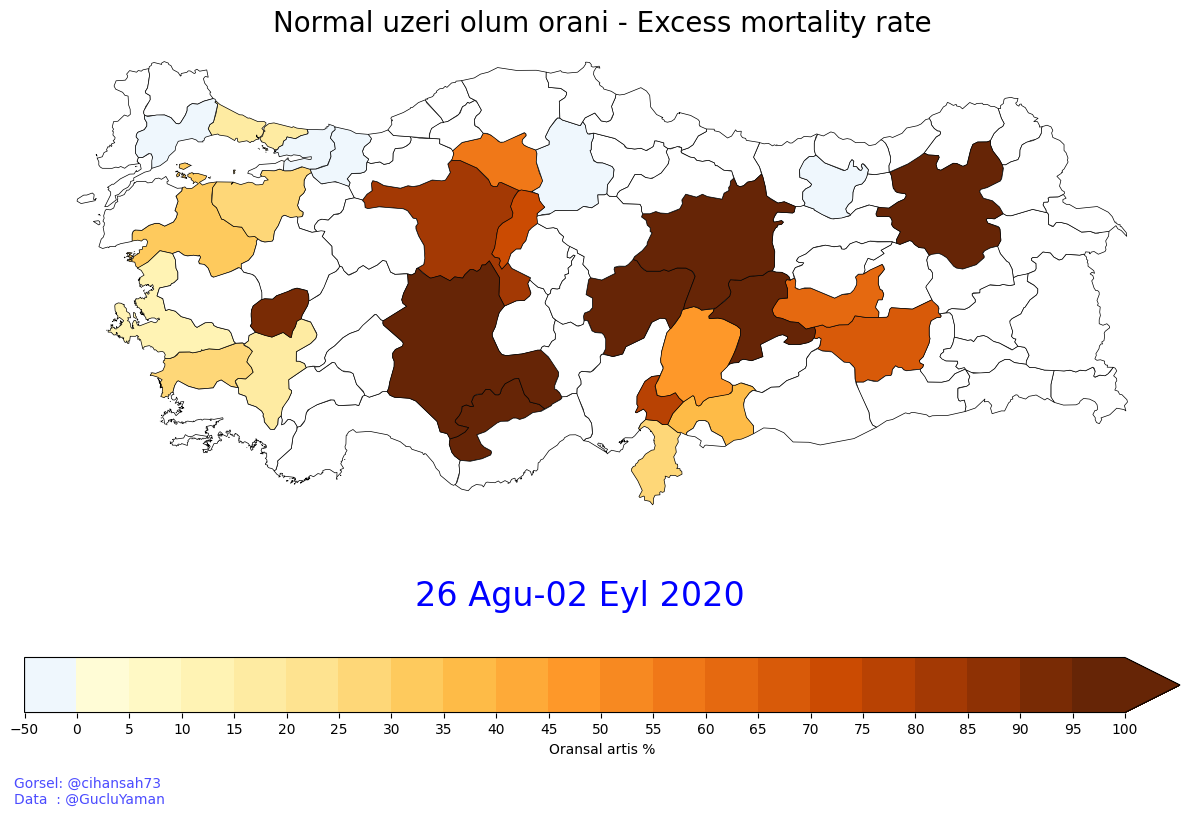 Normal uzeri olum orani - Excess mortality rate
26 Agu-02 Eyl 2020
−50 0 5 10 15 20 25 30 35 40 45 50 55 60 65 70 75 80 85 90 95 100
Oransal artis %
Gorsel: @cihansah73
Data : @GucluYaman